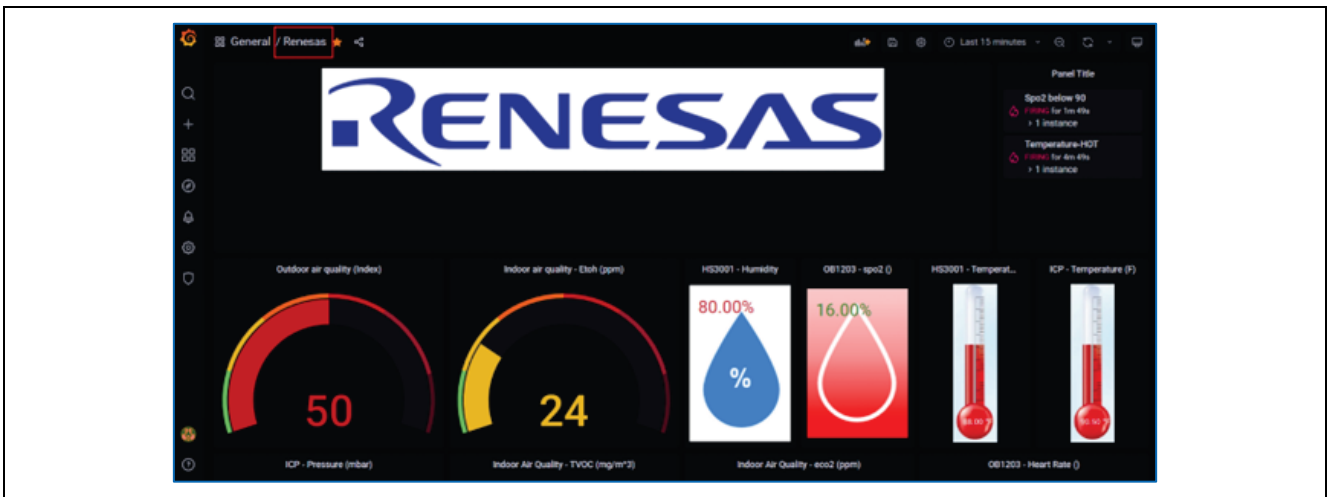 General / Renesas
Last 15 minutes
RENESAS
Panel Title
Spo2 below 90
FIRING for 1m 49s
> 1 instance
Temperature-HOT
FIRING for 4m 49s
> 1 instance
Outdoor air quality (Index)
Indoor air quality - Etoh (ppm)
HS3001 - Humidity
OB1203 - spo2 ()
HS3001 - Temperat...
ICP - Temperature (F)
80.00%
16.00%
%
50
24
ICP - Pressure (mbar)
Indoor Air Quality - TVOC (mg/m^3)
Indoor Air Quality - eco2 (ppm)
OB1203 - Heart Rate ()